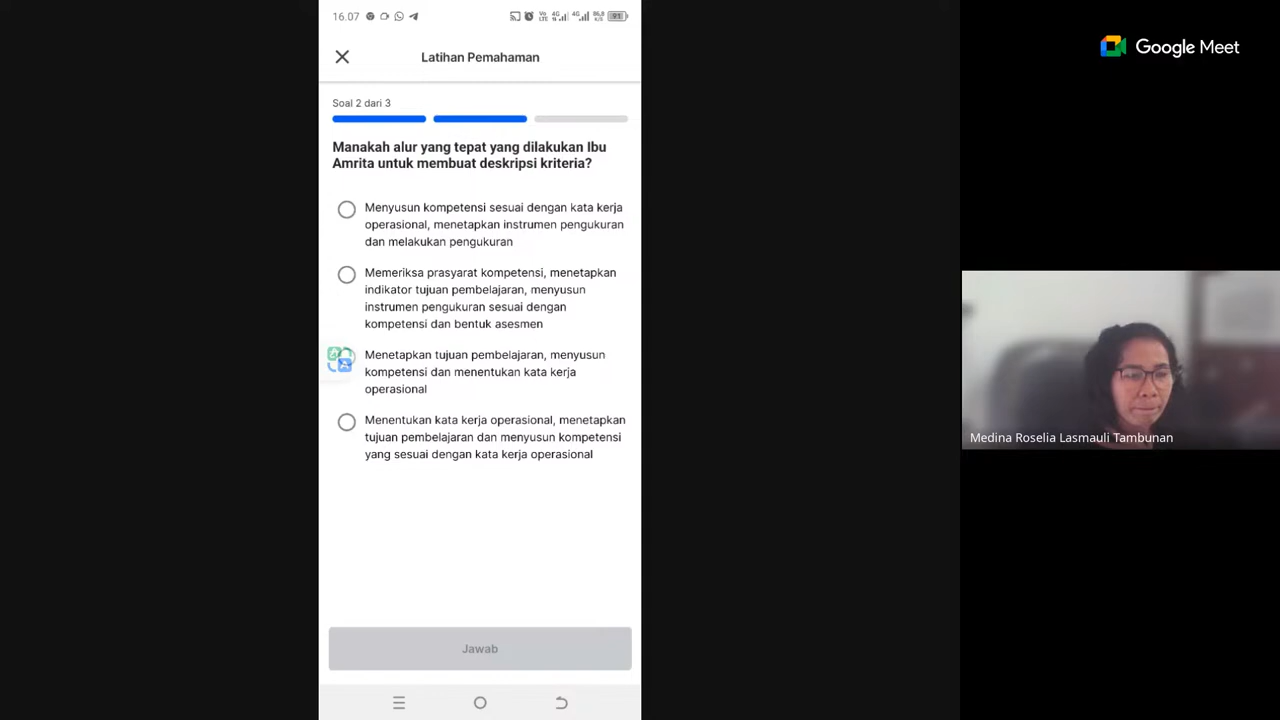 16.07
91
Google Meet
Latihan Pemahaman
Soal 2 dari 3
Manakah alur yang tepat yang dilakukan Ibu
Amrita untuk membuat deskripsi kriteria?
Menyusun kompetensi sesuai dengan kata kerja
operasional, menetapkan instrumen pengukuran
dan melakukan pengukuran
Memeriksa prasyarat kompetensi, menetapkan
indikator tujuan pembelajaran, menyusun
instrumen pengukuran sesuai dengan
kompetensi dan bentuk asesmen
Menetapkan tujuan pembelajaran, menyusun
kompetensi dan menentukan kata kerja
operasional
Menentukan kata kerja operasional, menetapkan
tujuan pembelajaran dan menyusun kompetensi
yang sesuai dengan kata kerja operasional
Medina Roselia Lasmauli Tambunan
Jawab